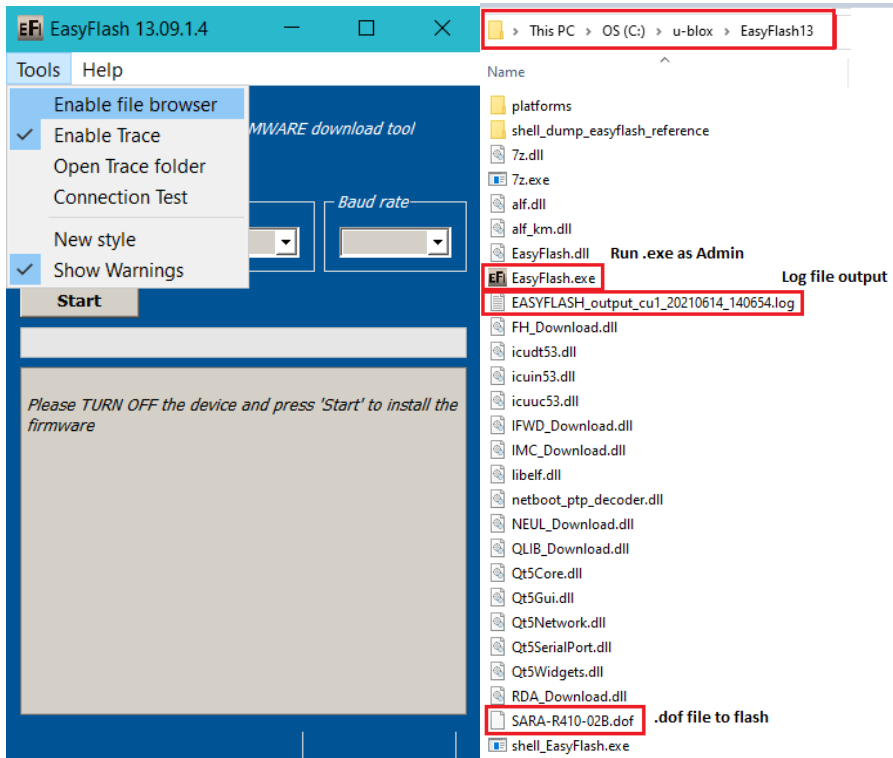 EFI EasyFlash 13.09.1.4
Tools Help
Enable file browser
Enable Trace
Open Trace folder
Connection Test
New style
Show Warnings
MWARE download tool
Baud rate
Start
Please TURN OFF the device and press 'Start' to install the
firmware
This PC > OS (C:) > u-blox > EasyFlash13
Name
platforms
shell_dump_easyflash_reference
7z.dll
7z.exe
alf.dll
alf_km.dll
EasyFlash.dll Run .exe as Admin
EFI EasyFlash.exe Log file output
EASYFLASH_output_cu1_20210614_140654.log
FH_Download.dll
icudt53.dll
icuin53.dll
icuuc53.dll
IFWD_Download.dll
IMC_Download.dll
libelf.dll
netboot_ptp_decoder.dll
NEUL_Download.dll
QLIB_Download.dll
Qt5Core.dll
Qt5Gui.dll
Qt5Network.dll
Qt5SerialPort.dll
Qt5Widgets.dll
RDA_Download.dll
SARA-R410-02B.dof .dof file to flash
shell_EasyFlash.exe